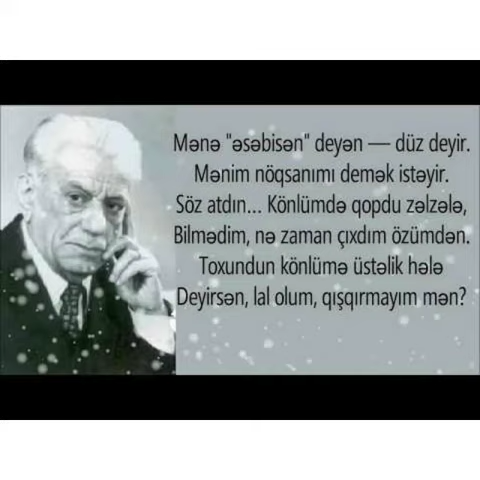 Mənə "əsəbisən" deyən — düz deyir.
Mənim nöqsanımı demək istəyir.
Söz atdın... Könlümdə qopdu zəlzələ,
Bilmədim, nə zaman çıxdım özümdən.
Toxundun könlümə üstəlik hələ
Deyirsən, lal olum, qışqırmayım mən?